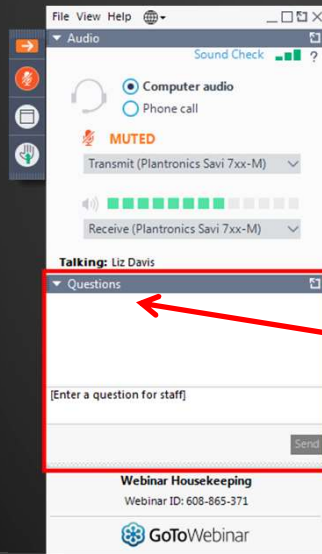 File View Help
Audio
Sound Check ?
Computer audio
Phone call
MUTED
Transmit (Plantronics Savi 7xx-M)
Receive (Plantronics Savi 7xx-M)
Talking: Liz Davis
Questions
[Enter a question for staff]
Send
Webinar Housekeeping
Webinar ID: 608-865-371
GoToWebinar